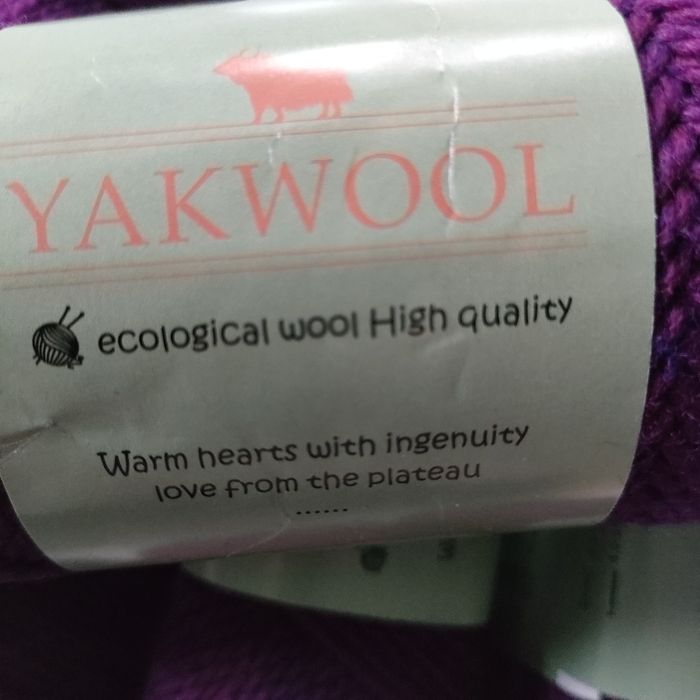 YAKWOOL
ecological wool High quality
Warm hearts with ingenuity
love from the plateau
......